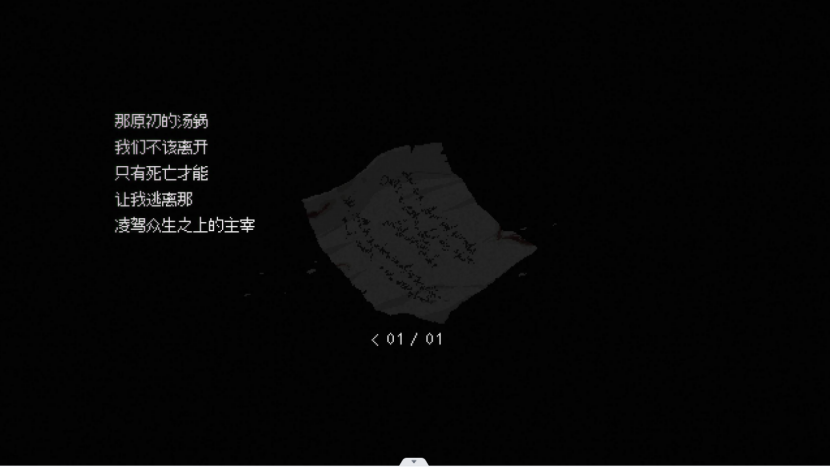 那原初的汤锅
我们不该离开
只有死亡才能
让我逃离那
凌驾众生之上的主宰
< 01 / 01